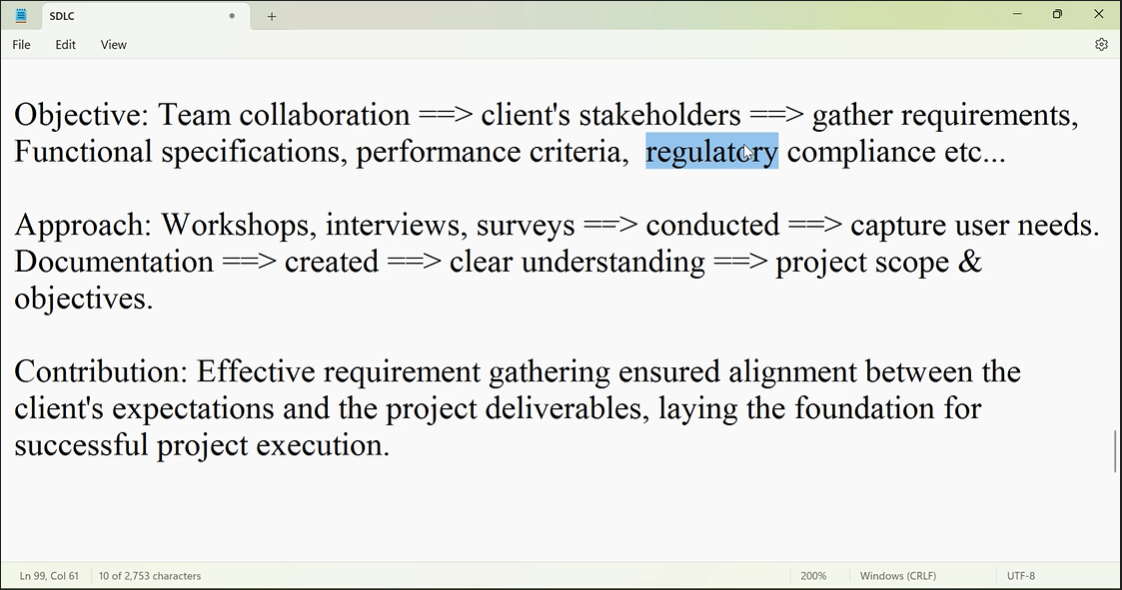 SDLC
File Edit View
Objective: Team collaboration ==> client's stakeholders ==> gather requirements,
Functional specifications, performance criteria,  regulatory compliance etc...
Approach: Workshops, interviews, surveys ==> conducted ==> capture user needs.
Documentation ==> created ==> clear understanding ==> project scope &
objectives.
Contribution: Effective requirement gathering ensured alignment between the
client's expectations and the project deliverables, laying the foundation for
successful project execution.
Ln 99, Col 61 10 of 2,753 characters 200% Windows (CRLF) UTF-8